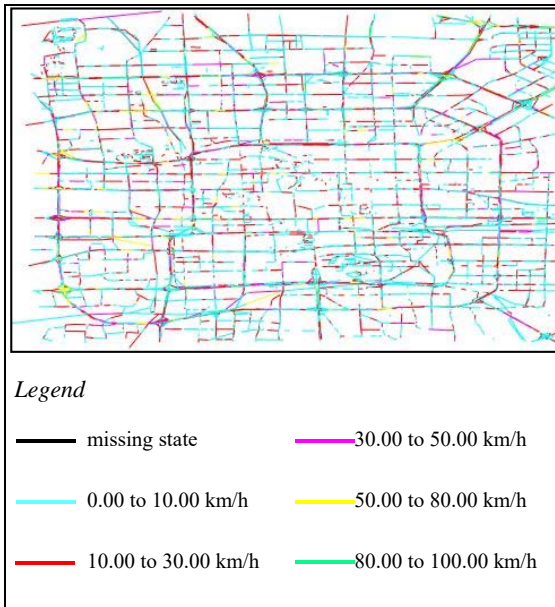 Legend
missing state
30.00 to 50.00 km/h
0.00 to 10.00 km/h
50.00 to 80.00 km/h
10.00 to 30.00 km/h
80.00 to 100.00 km/h